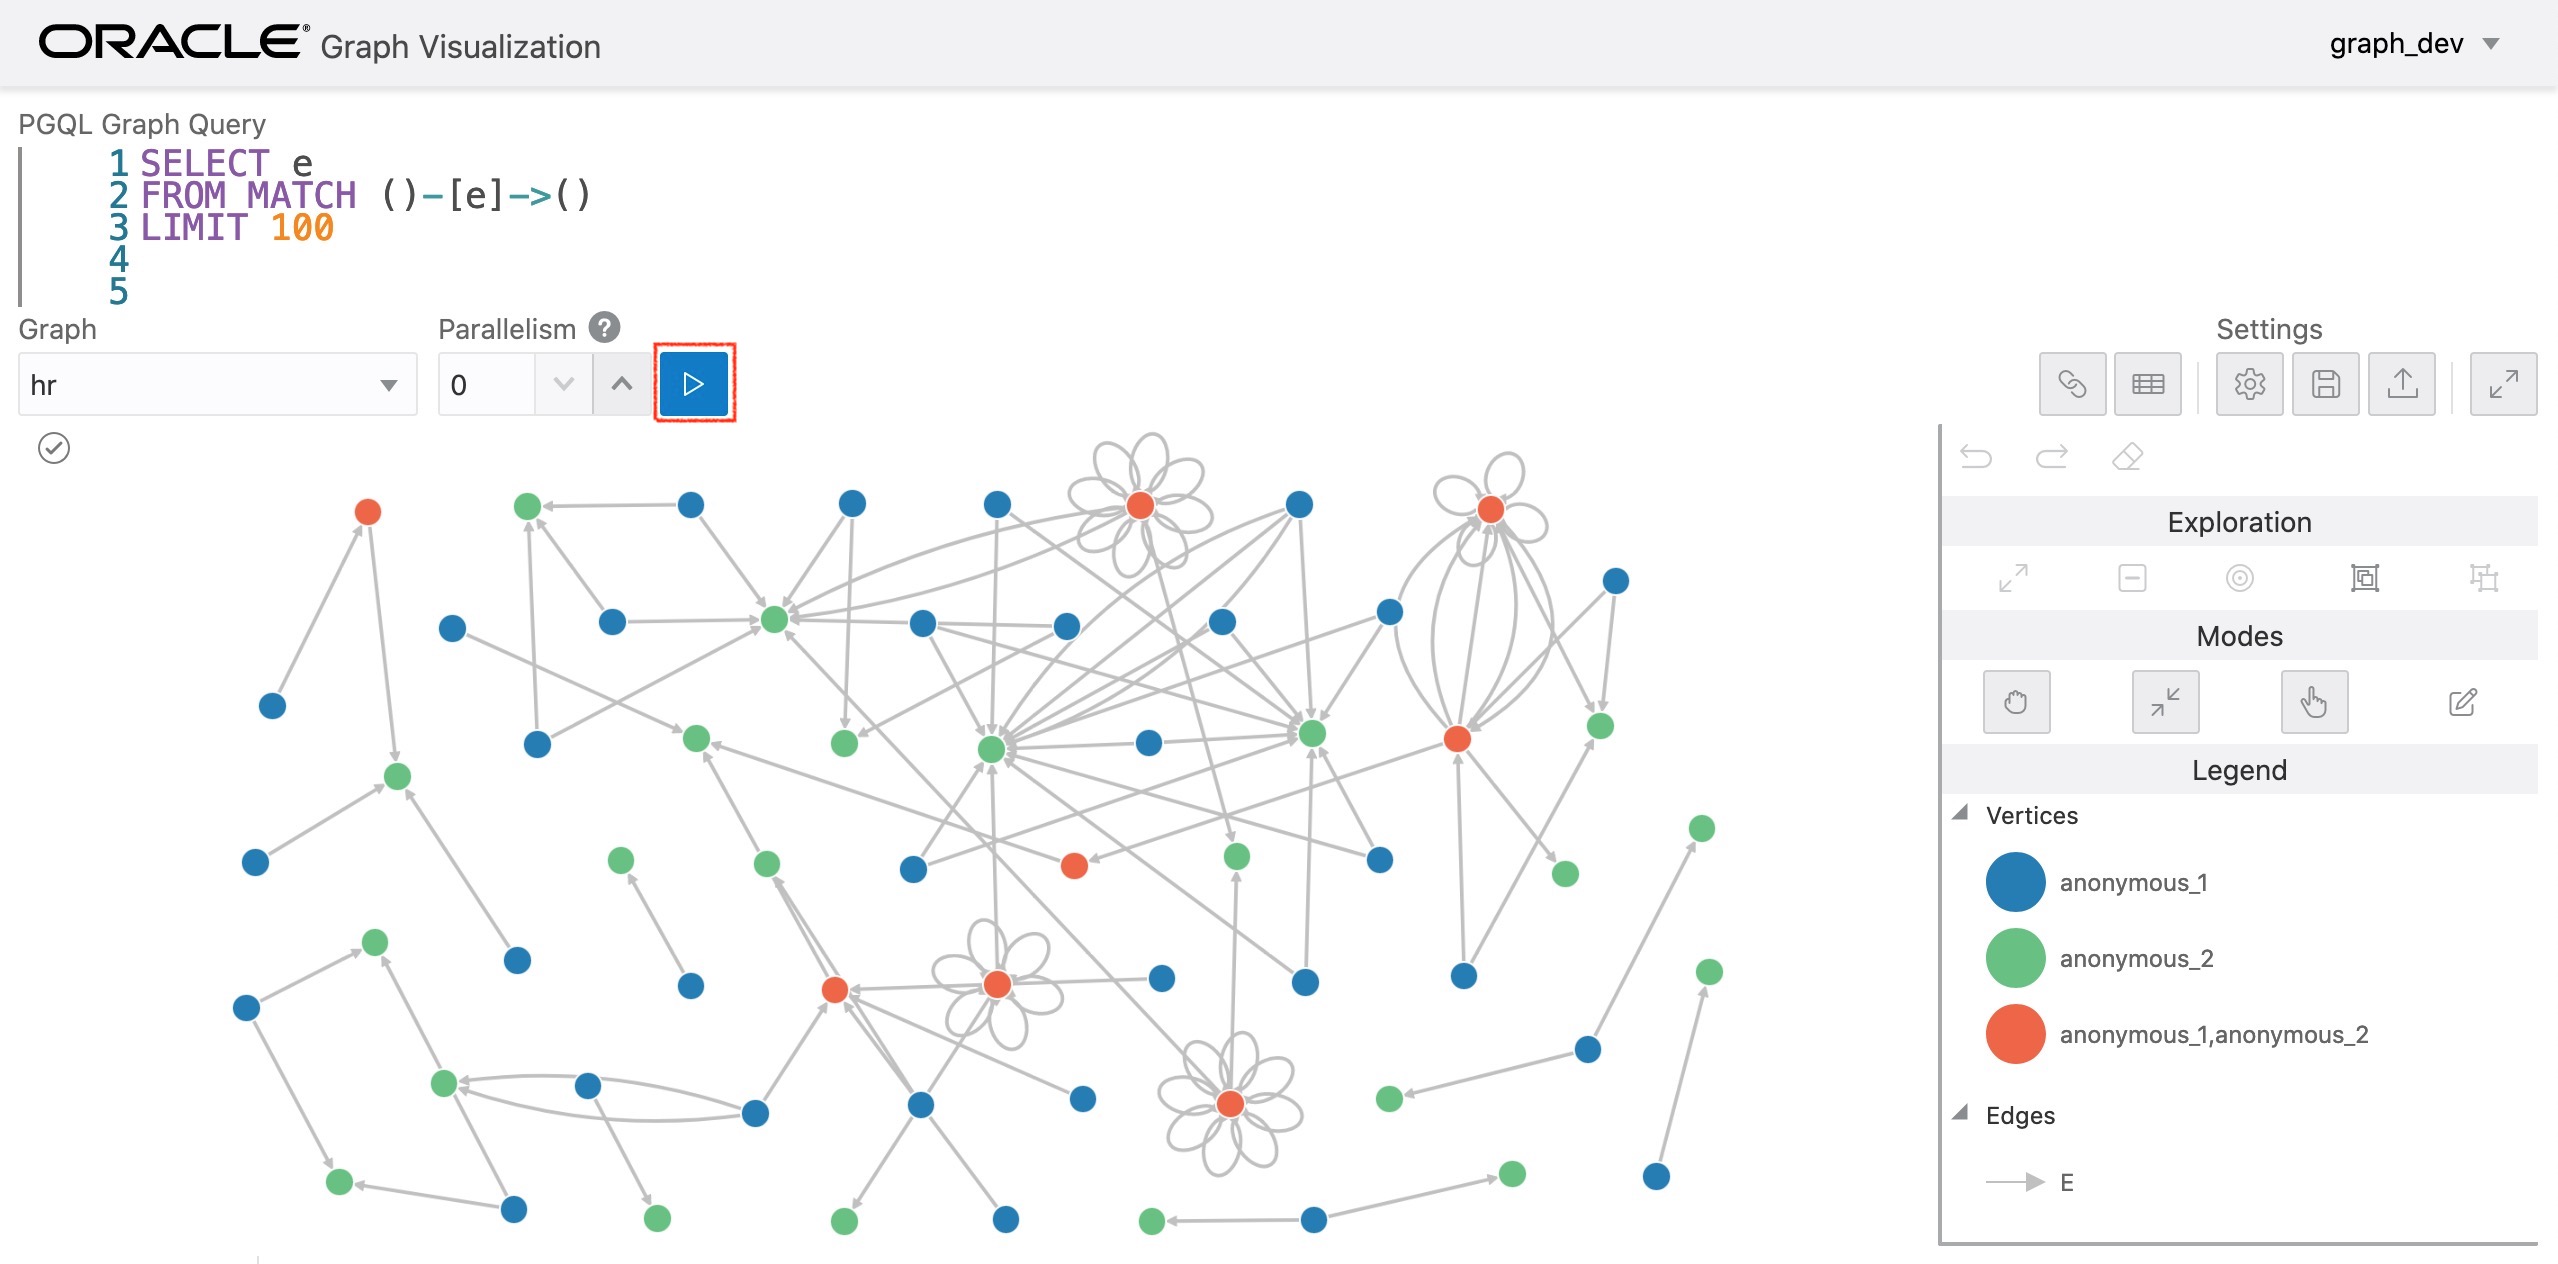 ORACLE® Graph Visualization
graph_dev
PGQL Graph Query
1 SELECT e
2 FROM MATCH ()-[e]->()
3 LIMIT 100
4
5
Graph
Parallelism ?
Settings
hr
0
Exploration
Modes
Legend
Vertices
anonymous_1
anonymous_2
anonymous_1,anonymous_2
Edges
E